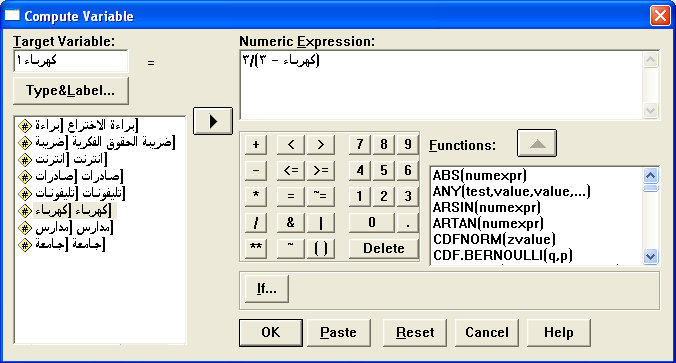 Compute Variable
Target Variable:
كهرباء١
=
Type&Label...
Numeric Expression:
(كهرباء - ٣)/٣
براءة الاختراع [براءة]
ضريبة الحقوق الفكرية [ضريبة]
انترنت [انترنت]
صادرات [صادرات]
تليفونات [تليفونات]
كهرباء [كهرباء]
مدارس [مدارس]
جامعة [جامعة]
+ < > 7 8 9
- <= >= 4 5 6
* = ~= 1 2 3
/ & | 0 .
** ~ ( ) Delete
Functions:
ABS(numexpr)
ANY(test,value,value,...)
ARSIN(numexpr)
ARTAN(numexpr)
CDFNORM(zvalue)
CDF.BERNOULLI(q,p)
If...
OK Paste Reset Cancel Help